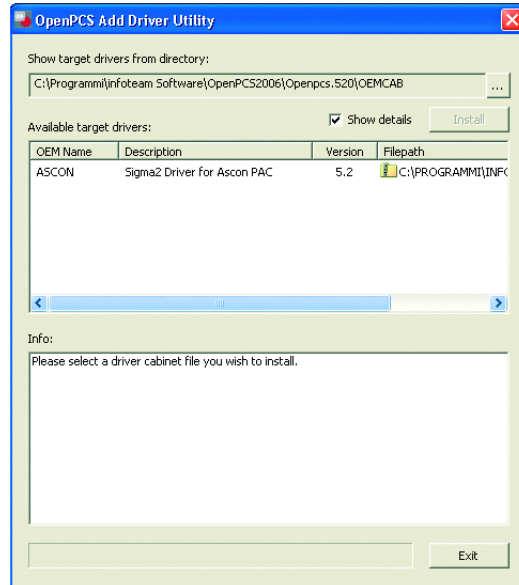 OpenPCS Add Driver Utility
Show target drivers from directory:
C:\Programmi\infoteam Software\OpenPCS2006\Openpcs.520\OEMCAB
...
Available target drivers:
Show details
Install
OEM Name Description Version Filepath
ASCON Sigma2 Driver for Ascon PAC 5.2 C:\PROGRAMMI\INFO
Info:
Please select a driver cabinet file you wish to install.
Exit